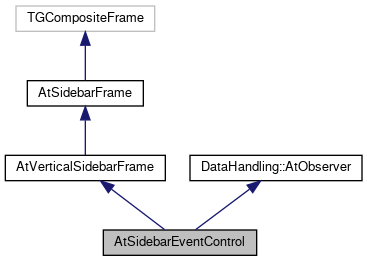 TGCompositeFrame
AtSidebarFrame
AtVerticalSidebarFrame
DataHandling::AtObserver
AtSidebarEventControl